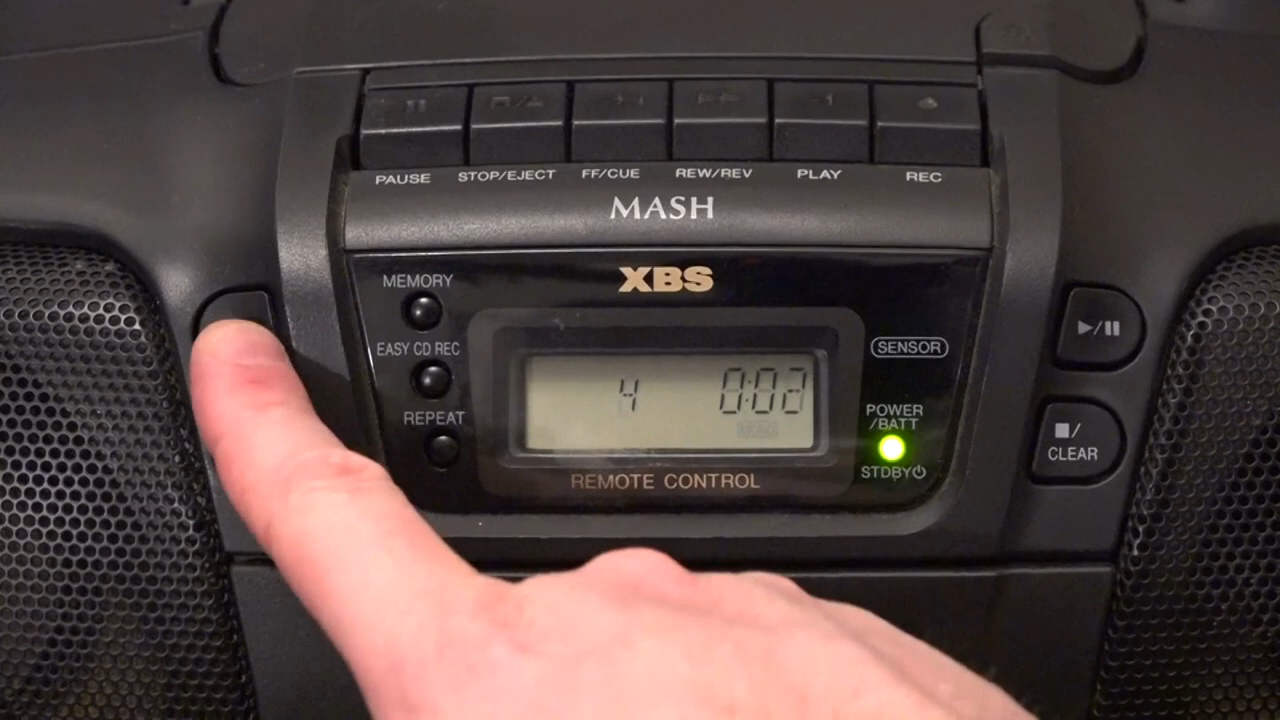 PAUSE STOP/EJECT FF/CUE REW/REV PLAY REC
MASH
XBS
MEMORY
EASY CD REC
REPEAT
4 0:02
REMOTE CONTROL
SENSOR
POWER
/BATT
STDBY
CLEAR